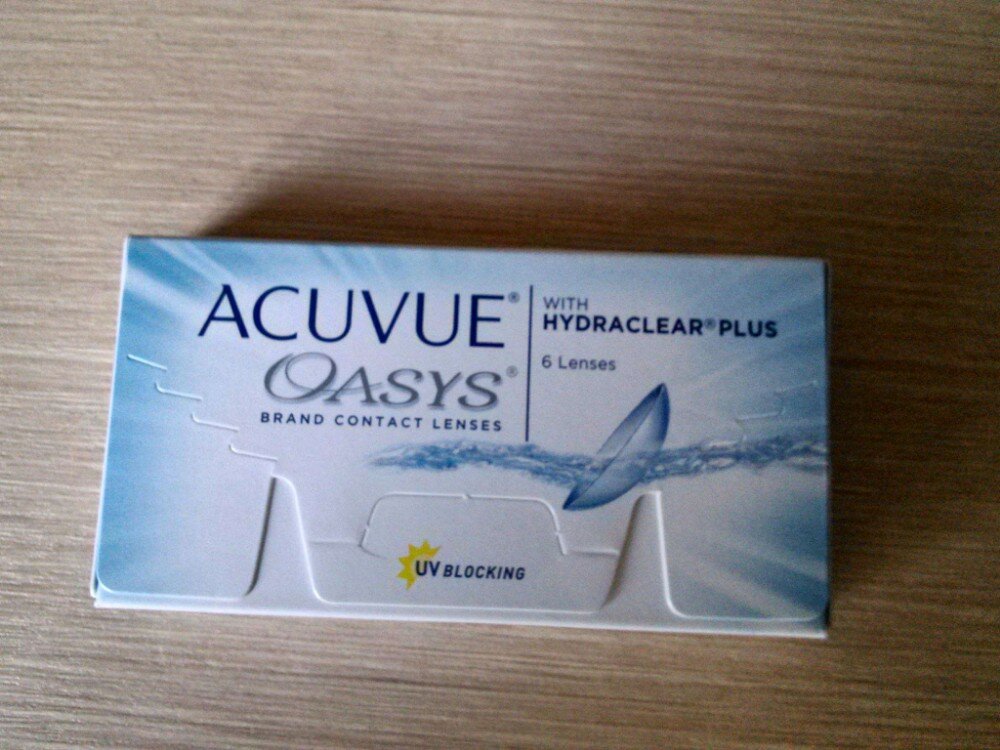 ACUVUE®
OASYS®
BRAND CONTACT LENSES
WITH
HYDRACLEAR® PLUS
6 Lenses
UV BLOCKING